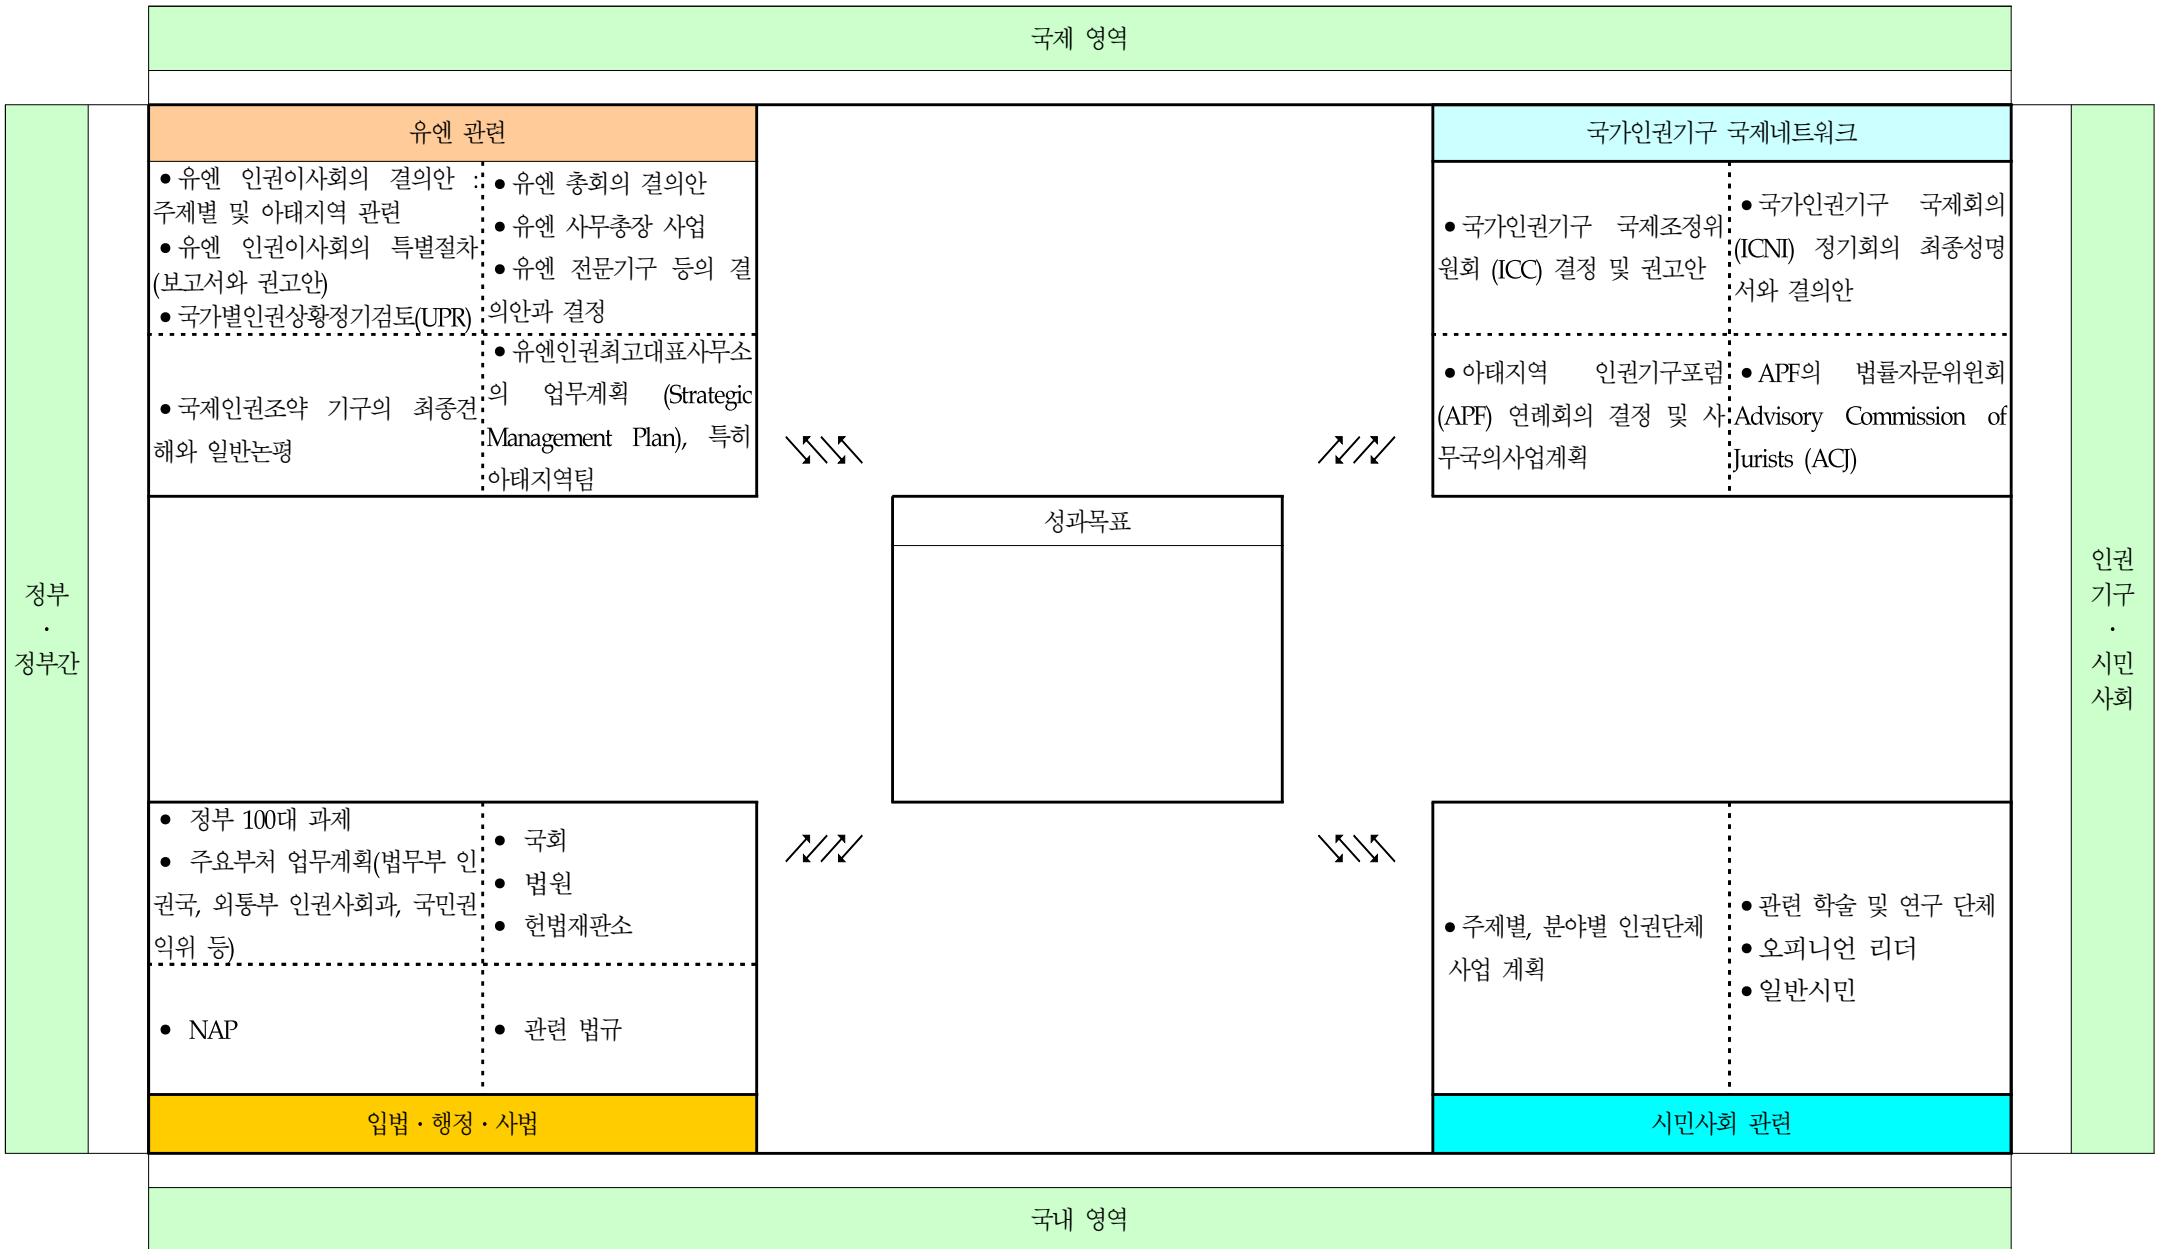 국제 영역
유엔 관련
● 유엔 인권이사회의 결의안 :
주제별 및 아태지역 관련
● 유엔 인권이사회의 특별절차
(보고서와 권고안)
● 국가별인권상황정기검토(UPR)
● 유엔 총회의 결의안
● 유엔 사무총장 사업
● 유엔 전문기구 등의 결
의안과 결정
● 국제인권조약 기구의 최종견
해와 일반논평
● 유엔인권최고대표사무소
의 업무계획 (Strategic
Management Plan), 특히
아태지역팀
국가인권기구 국제네트워크
● 국가인권기구 국제조정위
원회 (ICC) 결정 및 권고안
● 국가인권기구 국제회의
(ICNI) 정기회의 최종성명
서와 결의안
● 아태지역 인권기구포럼
(APF) 연례회의 결정 및 사
무국의사업계획
● APF의 법률자문위위회
Advisory Commission of
Jurists (ACJ)
정부
·
정부간
성과목표
인권
기구
·
시민
사회
● 정부 100대 과제
● 주요부처 업무계획(법무부 인
권국, 외통부 인권사회과, 국민권
익위 등)
● 국회
● 법원
● 헌법재판소
● NAP
● 관련 법규
입법·행정·사법
● 주제별, 분야별 인권단체
사업 계획
● 관련 학술 및 연구 단체
● 오피니언 리더
● 일반시민
시민사회 관련
국내 영역